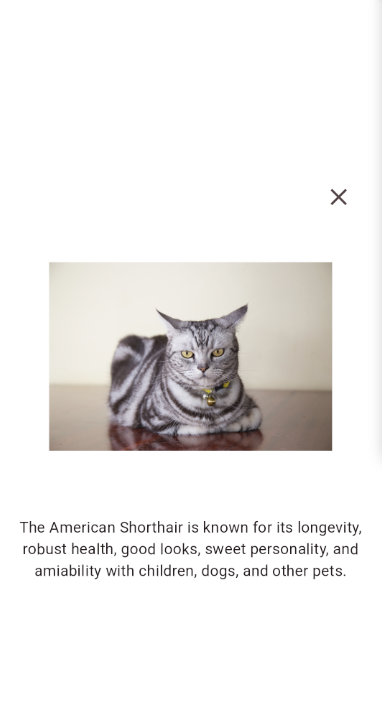 The American Shorthair is known for its longevity,
robust health, good looks, sweet personality, and
amiability with children, dogs, and other pets.